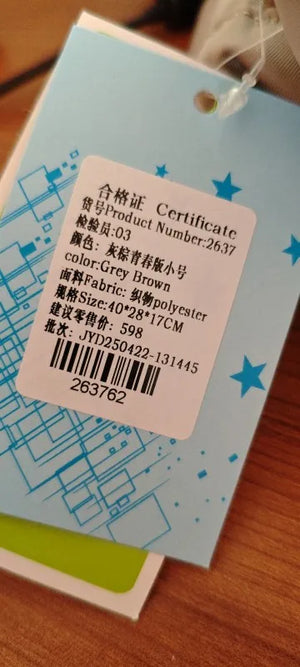 合格证 Certificate
货号Product Number:2637
检验员:03
颜色: 灰棕青春版小号
color:Grey Brown
面料Fabric: 织物polyester
规格Size:40*28*17CM
建议零售价: 598
批次: JYD250422-131445
263762